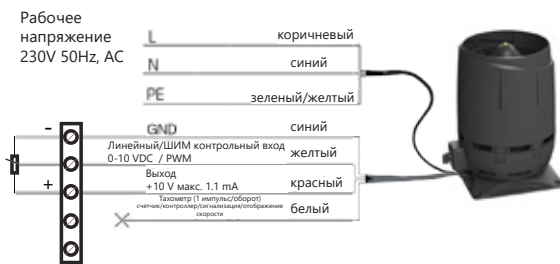 Рабочее
напряжение
230V 50Hz, AC
L коричневый
N синий
PE зеленый/желтый
- GND синий
Линейный/ШИМ контрольный вход
0-10 VDC / PWM желтый
Выход
+ +10 V макс. 1.1 mA красный
Тахометр (1 импульс/оборот)
счетчик/контроллер/сигнализация/отображение
скорости белый